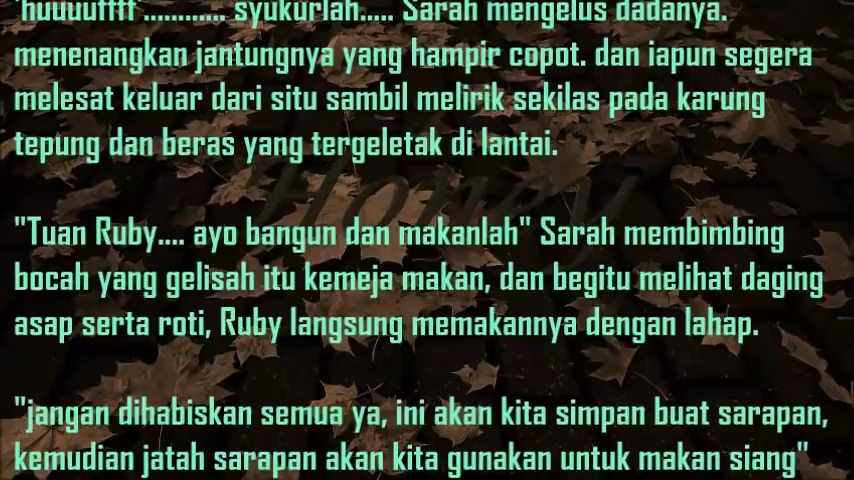 'huuuuffff'............ syukurlah..... Sarah mengelus dadanya.
menenangkan jantungnya yang hampir copot. dan iapun segera
melesat keluar dari situ sambil melirik sekilas pada karung
tepung dan beras yang tergeletak di lantai.
Honey
"Tuan Ruby.... ayo bangun dan makanlah" Sarah membimbing
bocah yang gelisah itu kemeja makan, dan begitu melihat daging
asap serta roti, Ruby langsung memakannya dengan lahap.
"jangan dihabiskan semua ya, ini akan kita simpan buat sarapan,
kemudian jatah sarapan akan kita gunakan untuk makan siang"